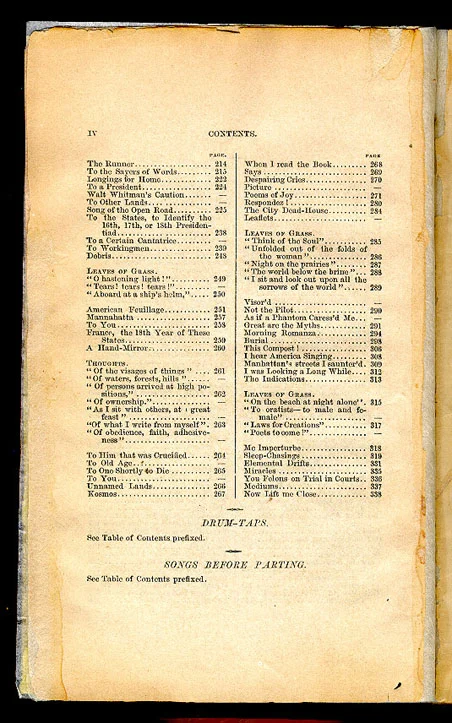 IV
CONTENTS.
PAGE.
The Runner 214
To the Sayers of Words 215
Longings for Home 222
To a President 224
Walt Whitman's Caution —
To Other Lands —
Song of the Open Road 225
To the States, to Identify the
16th, 17th, or 18th Presiden-
tiad 238
To a Certain Cantatrice —
To Workingmen 239
Debris 248
LEAVES OF GRASS.
"O hastening light!" 249
"Tears! tears! tears!" —
"Aboard at a ship's helm," 250
American Feuillage 251
Mannahatta 257
To You 258
France, the 18th Year of These
States 259
A Hand-Mirror 260
THOUGHTS.
"Of the visages of things" 261
"Of waters, forests, hills" —
"Of persons arrived at high po-
sitions," 262
"Of ownership." —
"As I sit with others, at a great
feast" —
"Of what I write from myself". 263
"Of obedience, faith, adhesive-
ness" —
To Him that was Crucified 264
To Old Age —
To One Shortly to Die 265
To You —
Unnamed Lands 266
Kosmos 267
PAGE
When I read the Book 268
Says 269
Despairing Cries 270
Picture —
Poems of Joy 271
Respondez! 280
The City Dead-House 284
Leaflets —
LEAVES OF GRASS.
"Think of the Soul" 285
"Unfolded out of the folds of
the woman" 286
"Night on the prairies" 287
"The world below the brine" 288
"I sit and look out upon all the
sorrows of the world" 289
Visor'd —
Not the Pilot 290
As if a Phantom Caress'd Me —
Great are the Myths 291
Morning Romanza 294
Burial 298
This Compost! 306
I hear America Singing 308
Manhattan's streets I saunter'd. 309
I was Looking a Long While 312
The Indications 313
LEAVES OF GRASS.
"On the beach at night alone". 315
"To oratists— to male and fe-
male" —
"Laws for Creations" 317
"Poets to come!" —
Me Imperturbe 318
Sleep-Chasings 319
Elemental Drifts 331
Miracles 335
You Felons on Trial in Courts 336
Mediums 337
Now Lift me Close 338
DRUM-TAPS.
See Table of Contents prefixed.
SONGS BEFORE PARTING.
See Table of Contents prefixed.